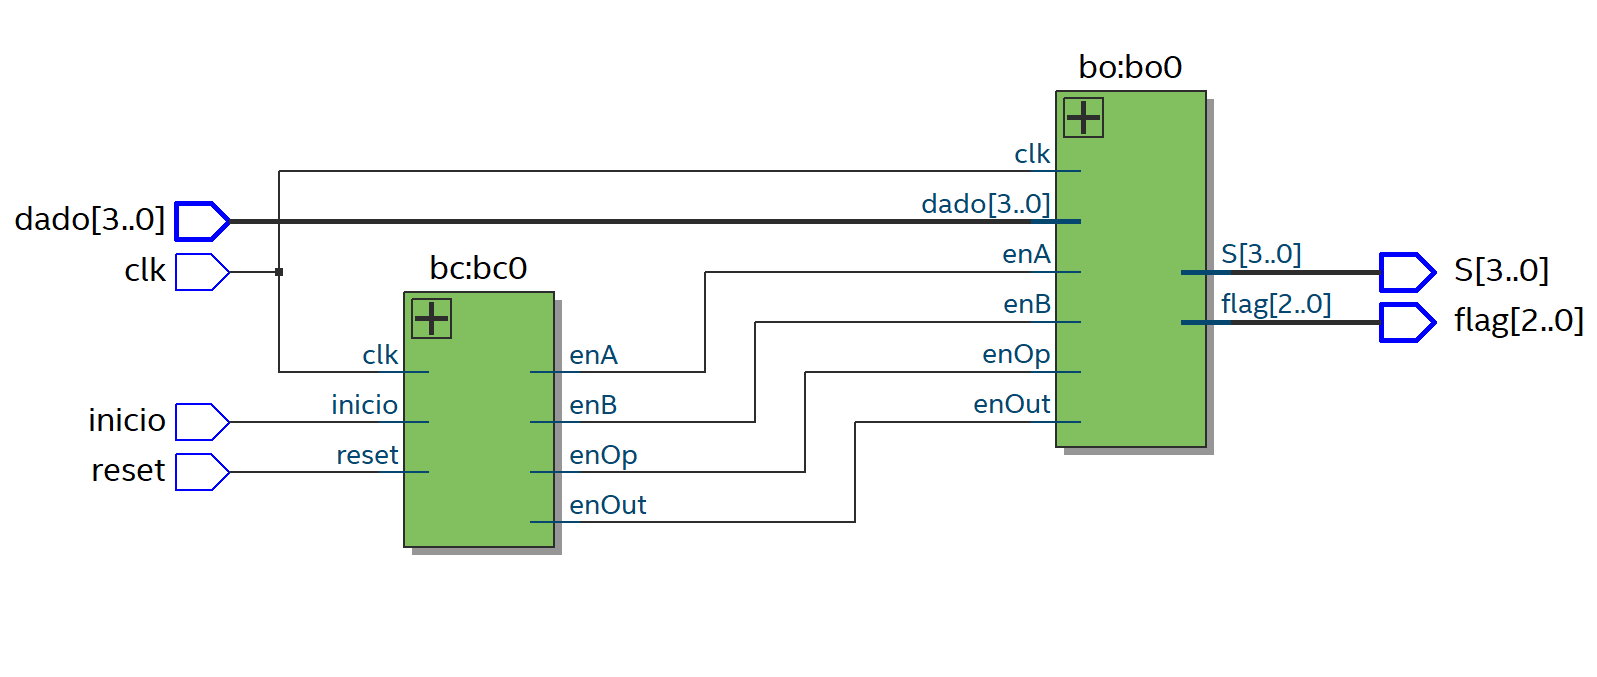 bo:bo0
clk
dado[3..0]
dado[3..0]
clk
enA
S[3..0]
S[3..0]
bc:bc0
enB
flag[2..0]
flag[2..0]
clk
enA
enOp
inicio
inicio
enB
enOut
reset
reset
enOp
enOut